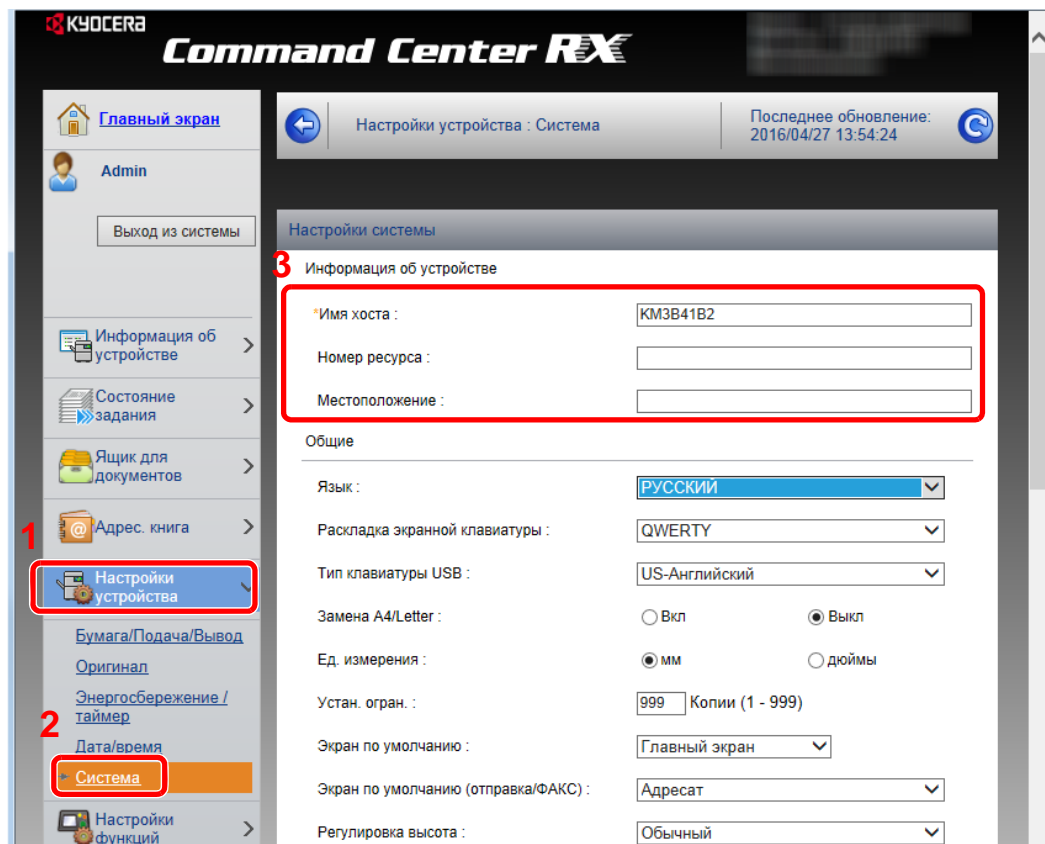 KYOCERA
Command Center RX
Главный экран
Admin
Выход из системы
Информация об
устройстве
Состояние
задания
Ящик для
документов
1
Адрес. книга
Настройки
устройства
Бумага/Подача/Вывод
Оригинал
Энергосбережение /
таймер
2
Дата/время
Система
Настройки
функций
Настройки устройства : Система
Последнее обновление:
2016/04/27 13:54:24
Настройки системы
3
Информация об устройстве
*Имя хоста : KM3B41B2
Номер ресурса :
Местоположение :
Общие
Язык : РУССКИЙ
Раскладка экранной клавиатуры : QWERTY
Тип клавиатуры USB : US-Английский
Замена A4/Letter : Вкл Выкл
Ед. измерения : мм дюймы
Устан. огран. : 999 Копии (1 - 999)
Экран по умолчанию : Главный экран
Экран по умолчанию (отправка/ФАКС) : Адресат
Регулировка высота : Обычный